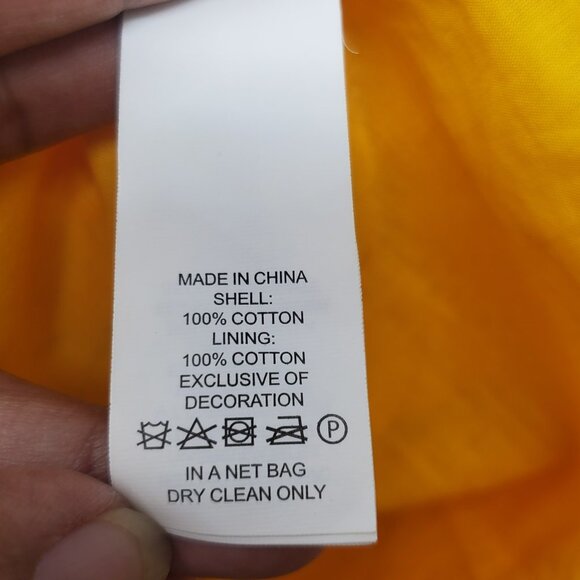 MADE IN CHINA
SHELL:
100% COTTON
LINING:
100% COTTON
EXCLUSIVE OF
DECORATION
P
IN A NET BAG
DRY CLEAN ONLY